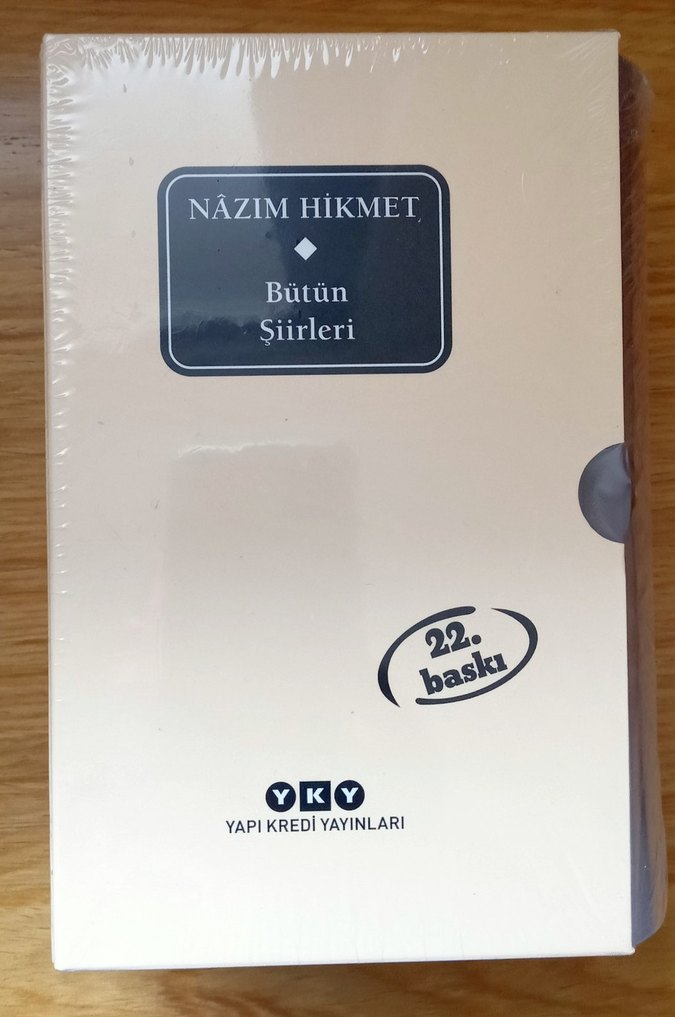 NÂZIM HİKMET
Bütün
Şiirleri
22.
baskı
YKY
YAPI KREDİ YAYINLARI